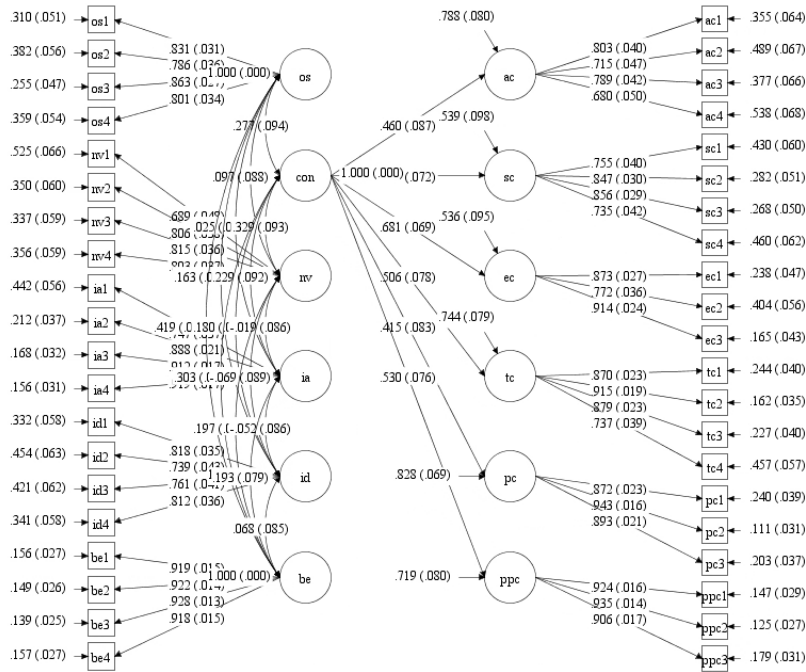 .310 (.051) os1
.382 (.056) os2
.255 (.047) os3
.359 (.054) os4
.525 (.066) nv1
.350 (.060) nv2
.337 (.059) nv3
.356 (.059) nv4
.442 (.056) ia1
.212 (.037) ia2
.168 (.032) ia3
.156 (.031) ia4
.332 (.058) id1
.454 (.063) id2
.421 (.062) id3
.341 (.058) id4
.156 (.027) be1
.149 (.026) be2
.139 (.025) be3
.157 (.027) be4
.831 (.031)
.786
1.000 (.000)
.863
.801 (.034)
.815 (.036)
.888 (.021)
.818 (.035)
.739
.761
.812 (.036)
.919
.922
1.000 (.000)
.928 (.013)
.918 (.015)
os
con
nv
ia
id
be
(.094)
.097 (.088)
.329 (.093)
.163
.229 (.092)
.419
.180
-.019 (.086)
.303
-.069 (.089)
.197
-.052 (.086)
.193 (.079)
.068 (.085)
.460 (.087)
1.000 (.000)
(.072)
.681 (.069)
.506 (.078)
.415 (.083)
.530 (.076)
.788 (.080)
.539 (.098)
.536 (.095)
.744 (.079)
.828 (.069)
.719 (.080)
ac
sc
ec
tc
pc
ppc
.803 (.040)
.715 (.047)
.789 (.042)
.680 (.050)
.755 (.040)
.847 (.030)
.856 (.029)
.735 (.042)
.873 (.027)
.772 (.036)
.914 (.024)
.870 (.023)
.915 (.019)
.879 (.023)
.737 (.039)
.872 (.023)
.943 (.016)
.893 (.021)
.924 (.016)
.935 (.014)
.906 (.017)
ac1 .355 (.064)
ac2 .489 (.067)
ac3 .377 (.066)
ac4 .538 (.068)
sc1 .430 (.060)
sc2 .282 (.051)
sc3 .268 (.050)
sc4 .460 (.062)
ec1 .238 (.047)
ec2 .404 (.056)
ec3 .165 (.043)
tc1 .244 (.040)
tc2 .162 (.035)
tc3 .227 (.040)
tc4 .457 (.057)
pc1 .240 (.039)
pc2 .111 (.031)
pc3 .203 (.037)
ppc1 .147 (.029)
ppc2 .125 (.027)
ppc3 .179 (.031)